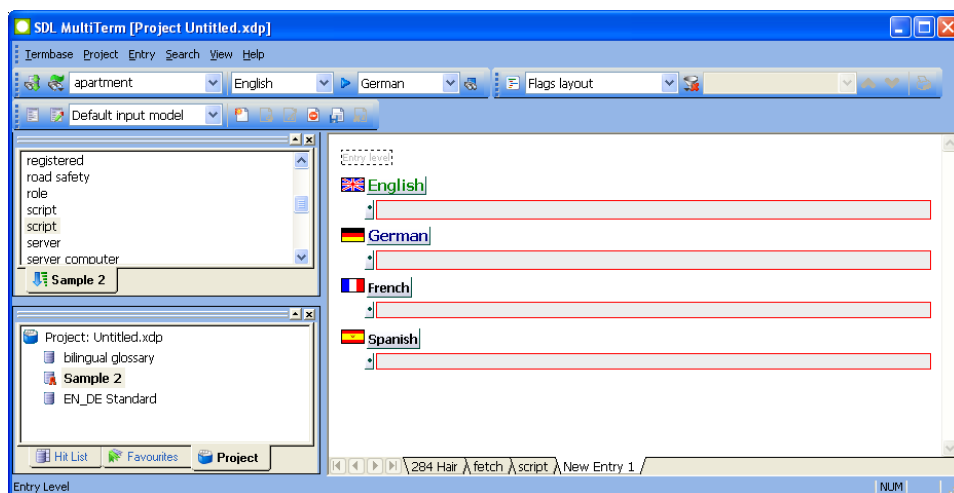 SDL MultiTerm [Project Untitled.xdp]
Termbase Project Entry Search View Help
apartment English German Flags layout
Default input model
registered
road safety
role
script
script
server
server computer
Sample 2
Project: Untitled.xdp
bilingual glossary
Sample 2
EN_DE Standard
Hit List Favourites Project
Entry level
English
German
French
Spanish
284 Hair fetch script New Entry 1
Entry Level NUM